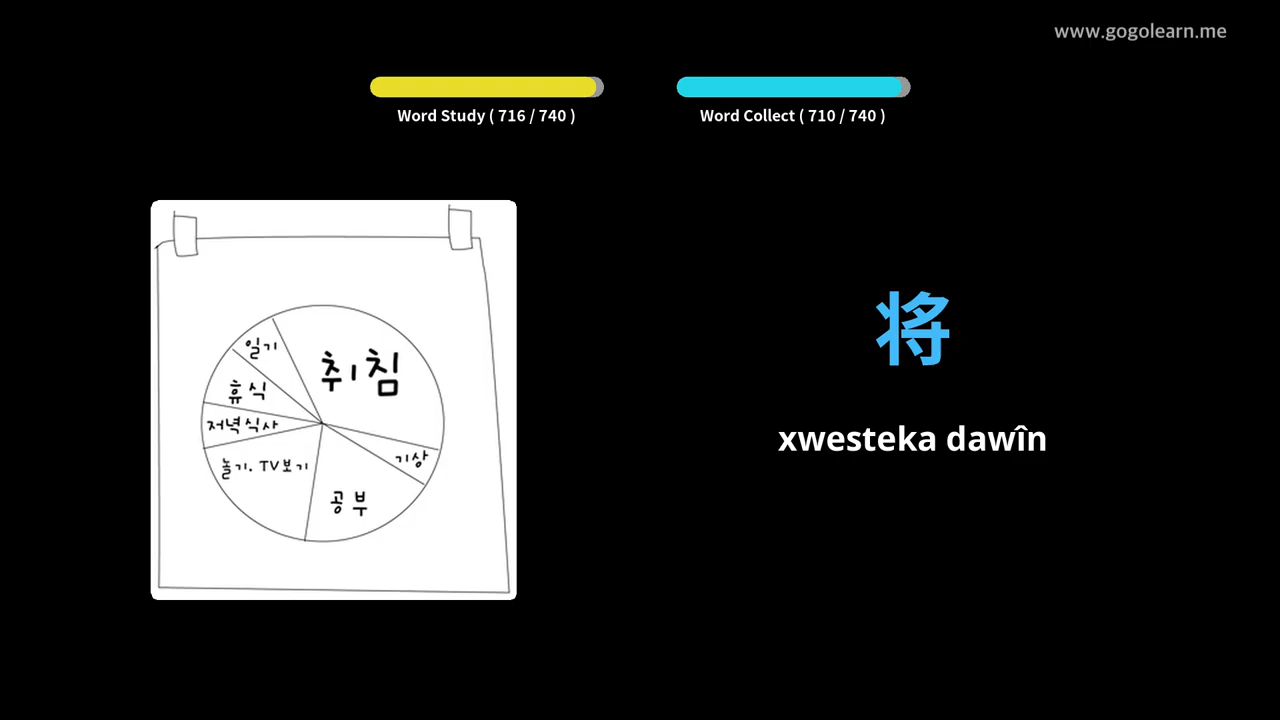 www.gogolearn.me
Word Study ( 716 / 740 )
Word Collect ( 710 / 740 )
일기
취침
휴식
저녁식사
놀기. TV보기
기상
공부
将
xwesteka dawîn